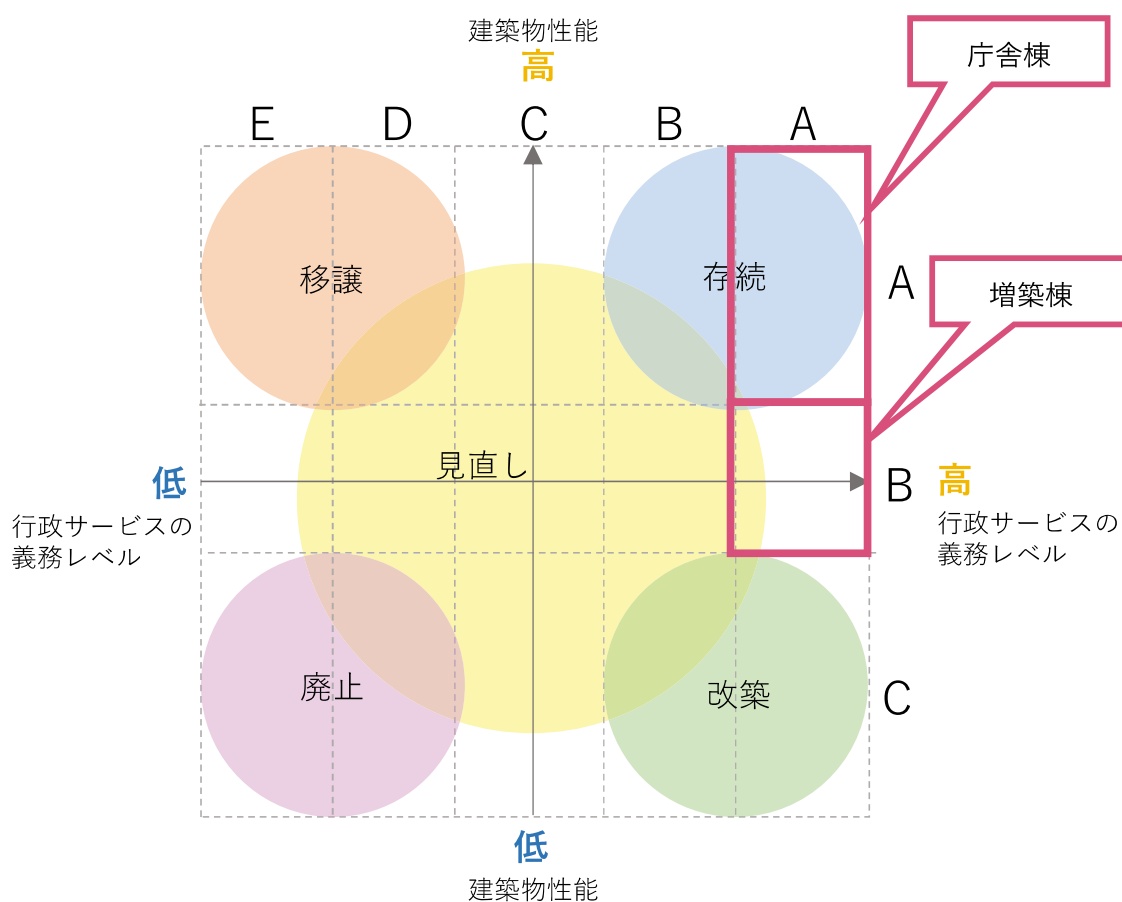 建築物性能
高
庁舎棟
E D C B A
移譲
存続
A
増築棟
見直し
低
行政サービスの
義務レベル
B
高
行政サービスの
義務レベル
廃止
改築
C
低
建築物性能